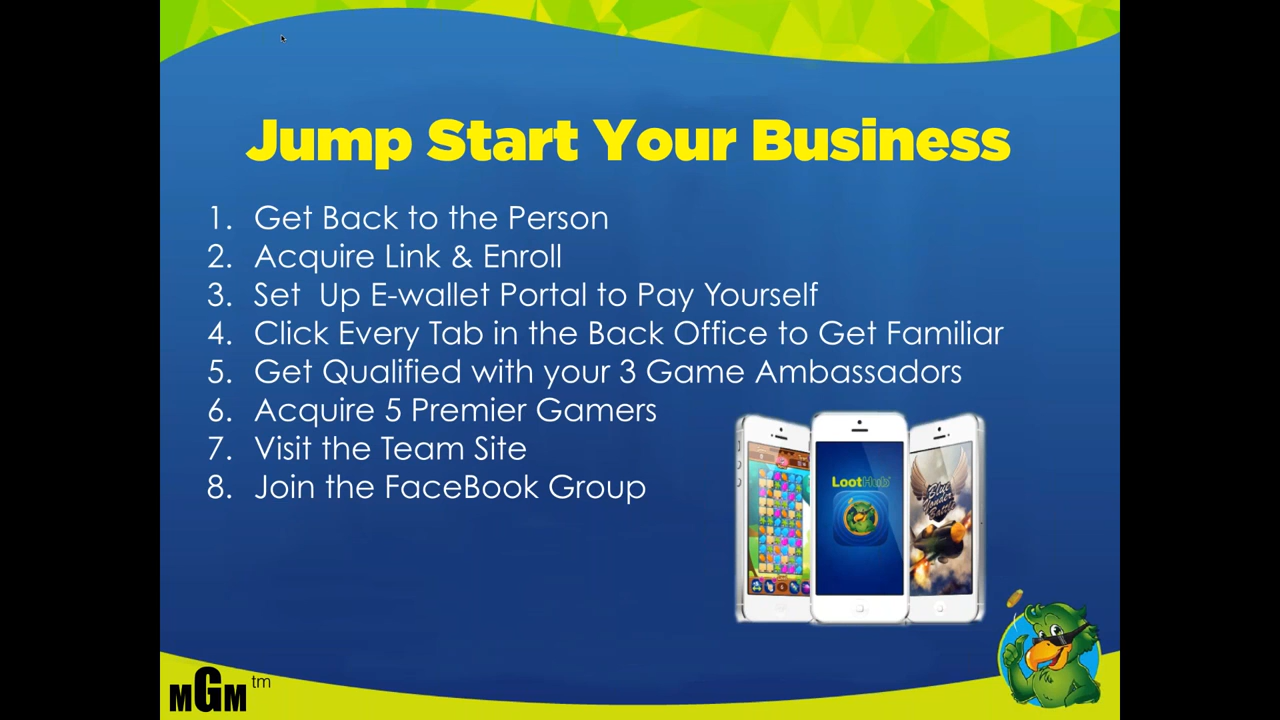 Jump Start Your Business
1. Get Back to the Person
2. Acquire Link & Enroll
3. Set  Up E-wallet Portal to Pay Yourself
4. Click Every Tab in the Back Office to Get Familiar
5. Get Qualified with your 3 Game Ambassadors
6. Acquire 5 Premier Gamers
7. Visit the Team Site
8. Join the FaceBook Group
LootHub
Blue
Yonder
Battle
MGM tm